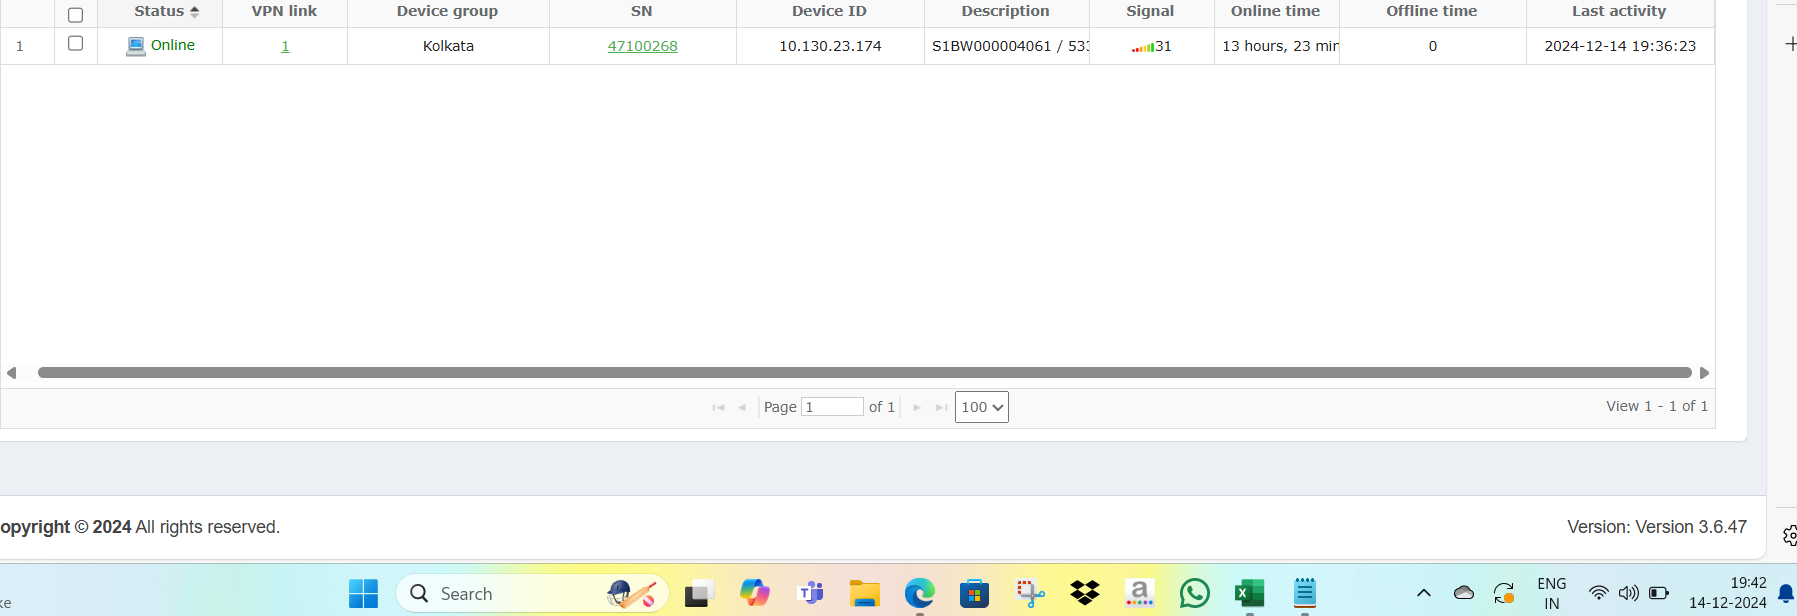 Status VPN link Device group SN Device ID Description Signal Online time Offline time Last activity
1 Online 1 Kolkata 47100268 10.130.23.174 S1BW000004061 / 53 31 13 hours, 23 min 0 2024-12-14 19:36:23
Page 1 of 1 100 View 1 - 1 of 1
opyright © 2024 All rights reserved. Version: Version 3.6.47
Search ENG 19:42
IN 14-12-2024